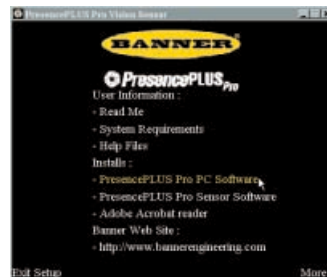 PresencePLUS Pro Vision Sensor
BANNER
PresencePLUS Pro
User Information :
- Read Me
- System Requirements
- Help Files
Installs :
- PresencePLUS Pro PC Software
- PresencePLUS Pro Sensor Software
- Adobe Acrobat reader
Banner Web Site :
- http://www.bannerengineering.com
Exit Setup
More